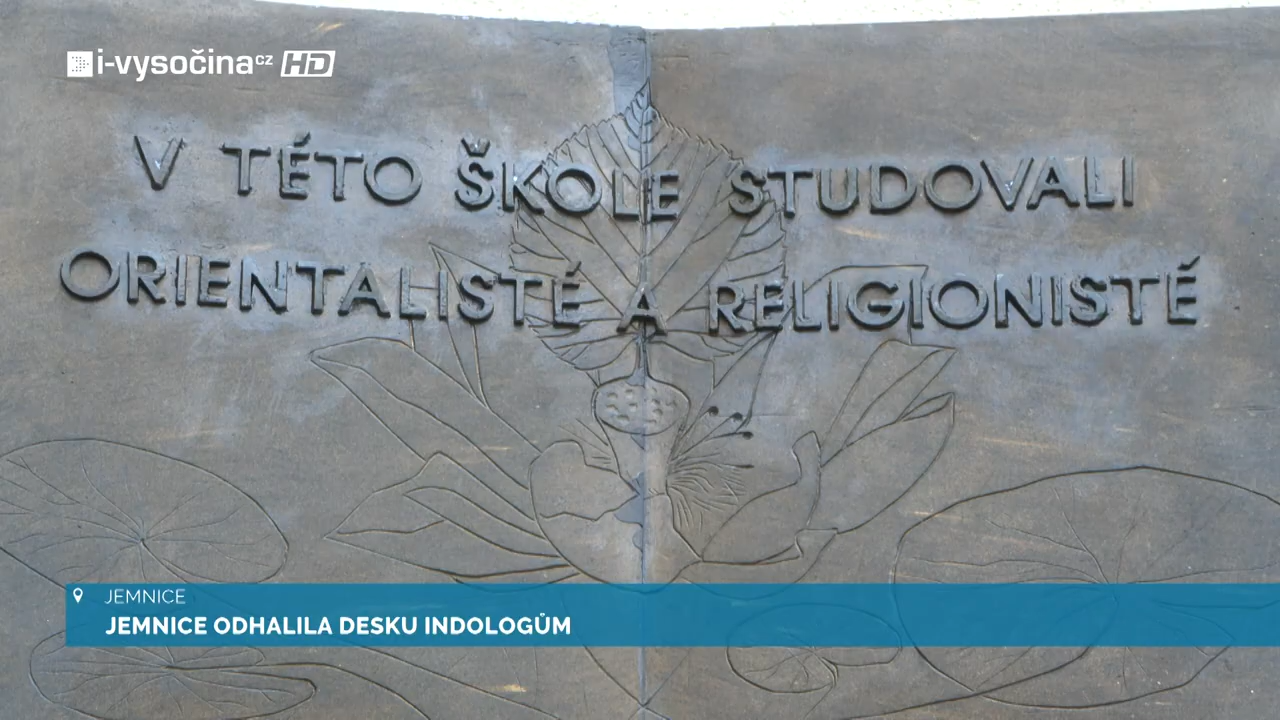 i-vysočina.cz HD
V TÉTO ŠKOLE STUDOVALI
ORIENTALISTÉ A RELIGIONISTÉ
JEMNICE
JEMNICE ODHALILA DESKU INDOLOGŮM